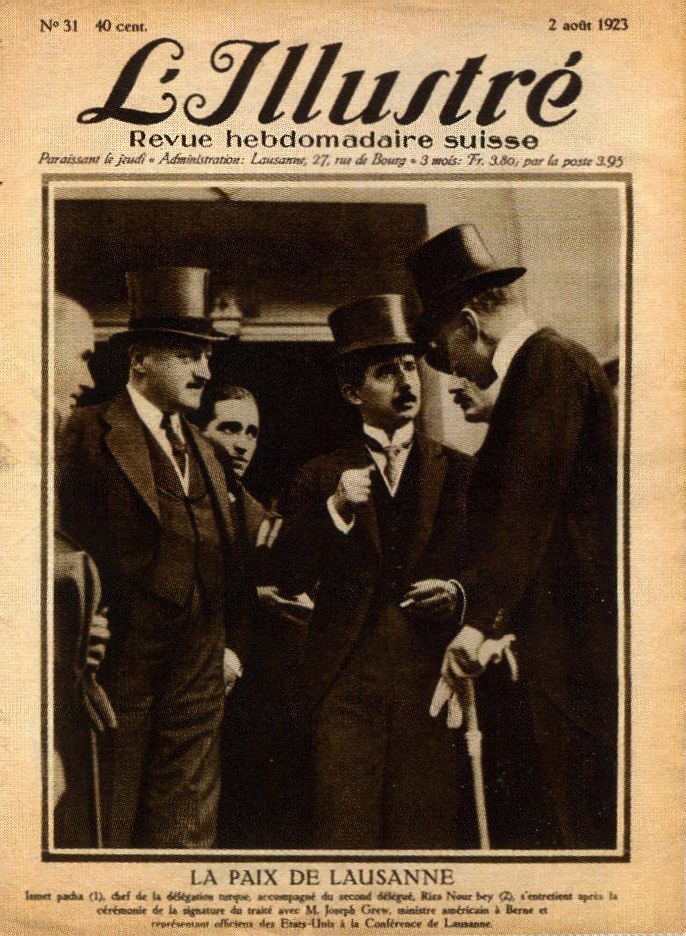 Nº 31 40 cent. 2 août 1923
L'Illustré
Revue hebdomadaire suisse
Paraissant le jeudi • Administration: Lausanne, 27, rue de Bourg • 3 mois: Fr. 3.80; par la poste 3.95
LA PAIX DE LAUSANNE
Ismet pacha (1), chef de la délégation turque, accompagné du second délégué, Riza Nour bey (2), s'entretient après la
cérémonie de la signature du traité avec M. Joseph Grew, ministre américain à Berne et
représentant officieux des Etats-Unis à la Conférence de Lausanne.